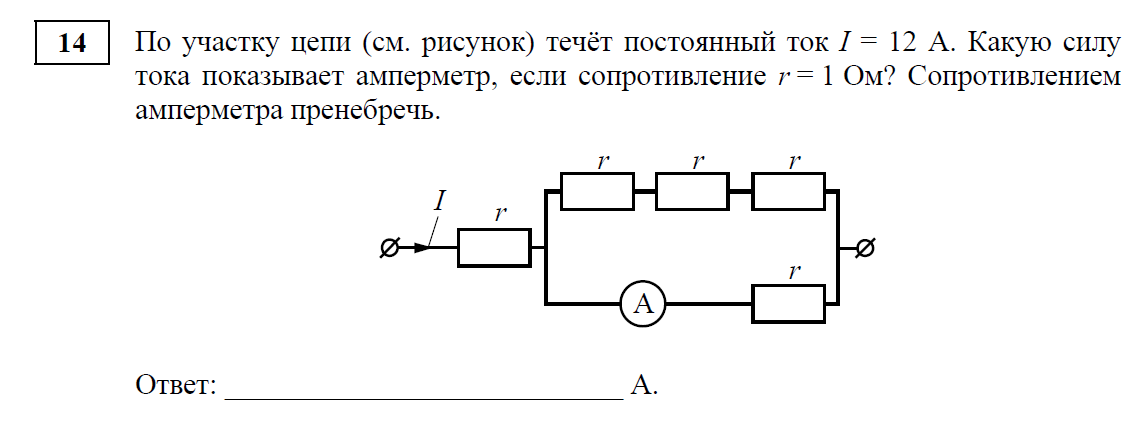 14
По участку цепи (см. рисунок) течёт постоянный ток I = 12 А. Какую силу
тока показывает амперметр, если сопротивление r = 1 Ом? Сопротивлением
амперметра пренебречь.
r r r
I r
r
A
Ответ: ____________________________ А.